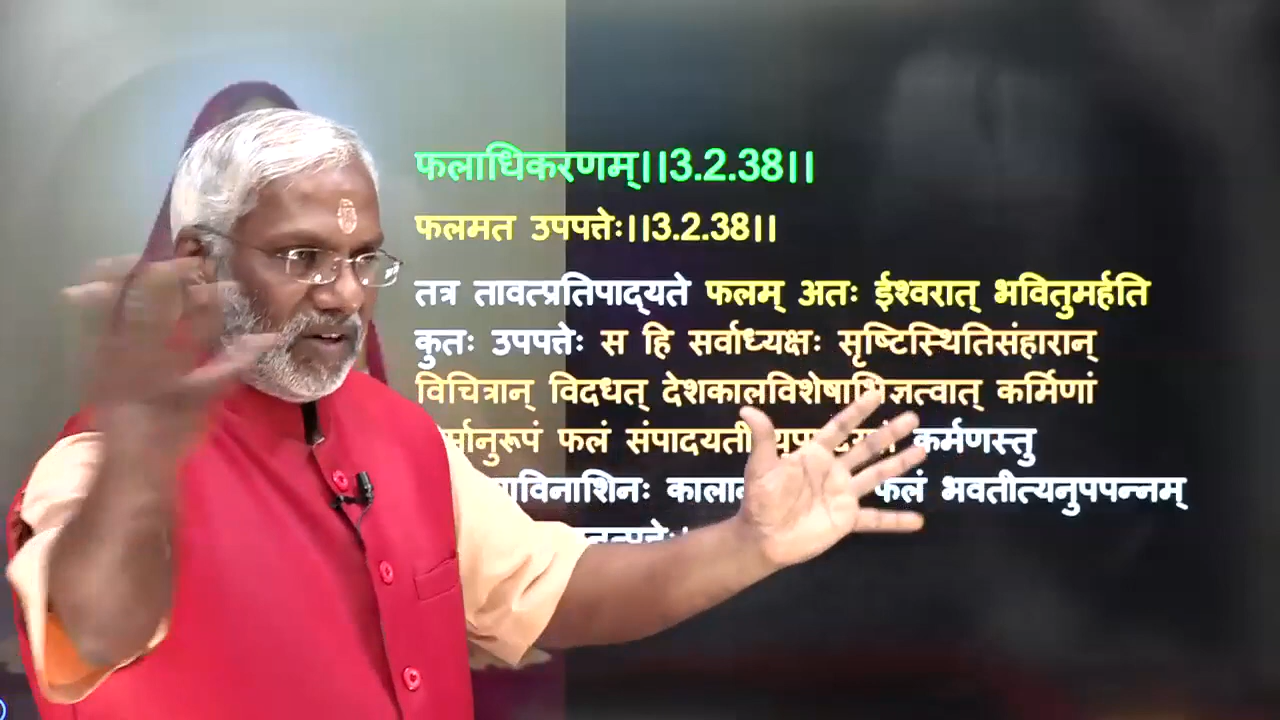 फलाधिकरणम्।।3.2.38।।
फलमत उपपत्तेः।।3.2.38।।
तत्र तावत्प्रतिपाद्यते फलम् अतः ईश्वरात् भवितुमर्हति
कुतः उपपत्तेः स हि सर्वाध्यक्षः सृष्टिस्थितिसंहारान्
विचित्रान् विदधत् देशकालविशेषाभिज्ञत्वात् कर्मिणां
फलं कर्मणस्तु
फलं भवतीत्यनुपपन्नम्